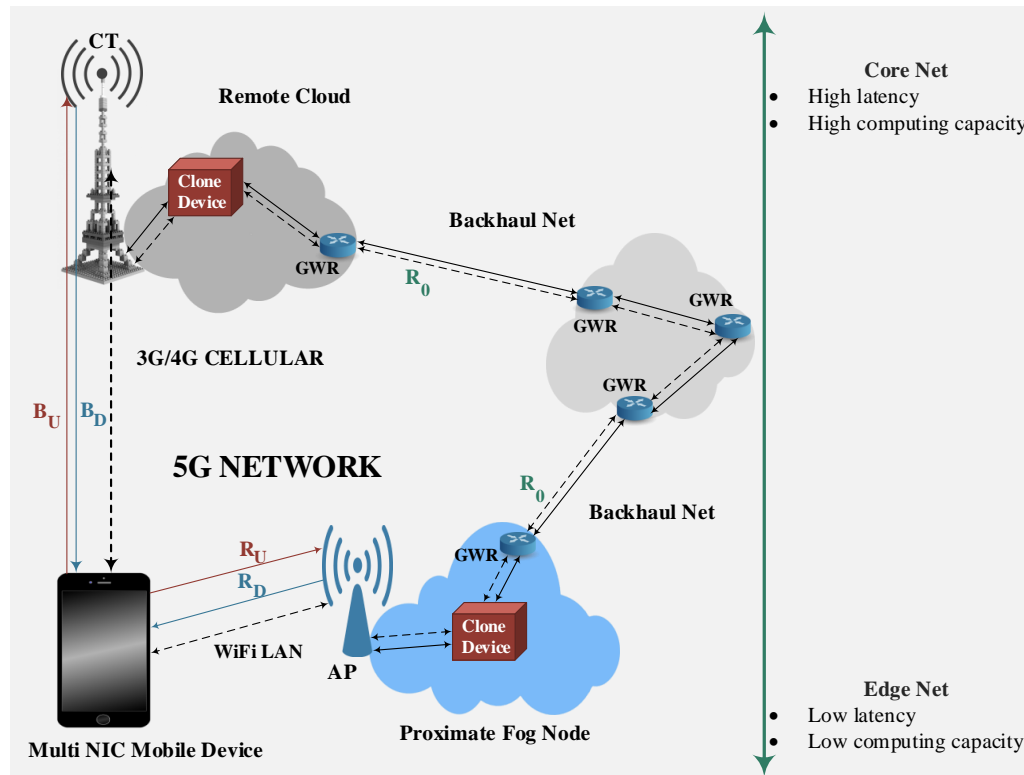 CT
Core Net
• High latency
• High computing capacity
Remote Cloud
Clone
Device
Backhaul Net
GWR
R0
GWR
GWR
3G/4G CELLULAR
GWR
BU
BD
5G NETWORK
R0
Backhaul Net
RU
GWR
RD
Clone
Device
WiFi LAN
AP
Edge Net
• Low latency
• Low computing capacity
Proximate Fog Node
Multi NIC Mobile Device